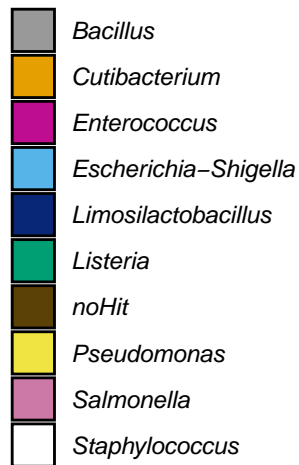 Bacillus
Cutibacterium
Enterococcus
Escherichia−Shigella
Limosilactobacillus
Listeria
noHit
Pseudomonas
Salmonella
Staphylococcus